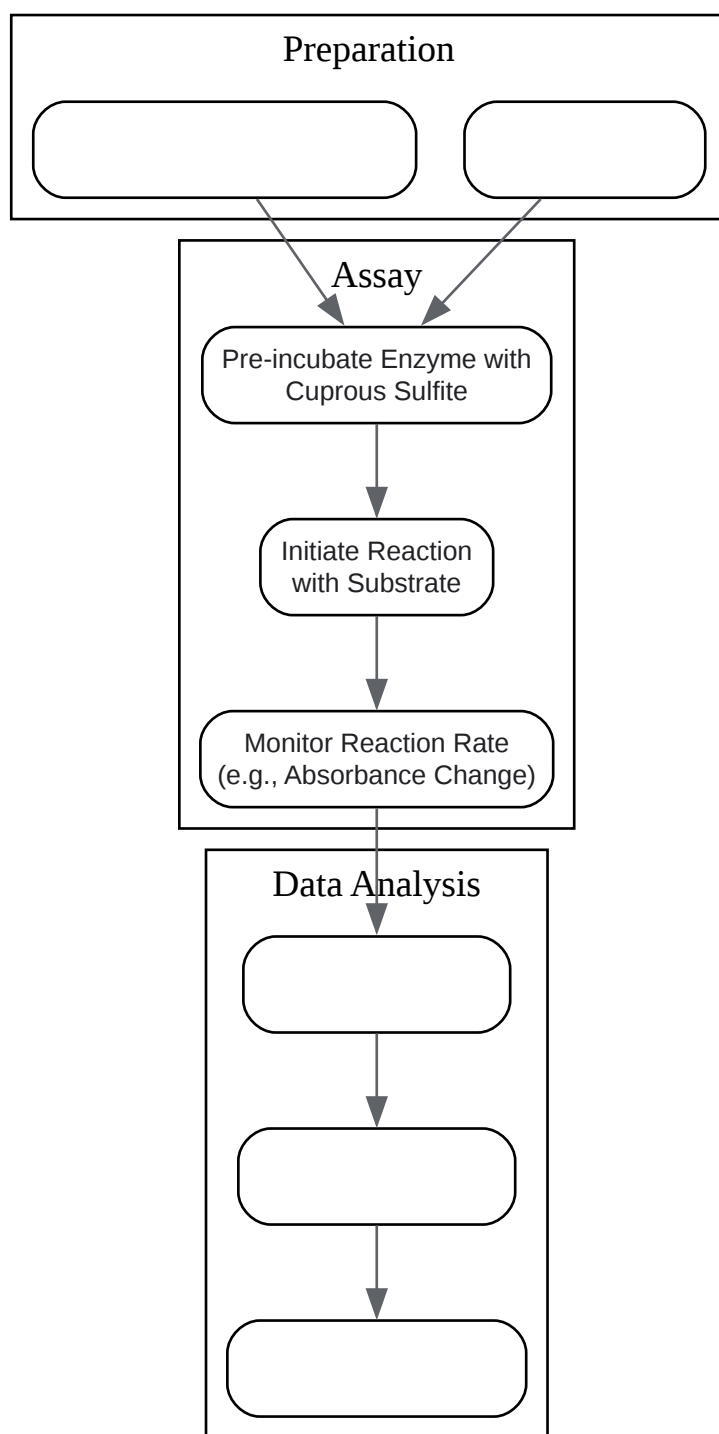 Preparation
Assay
Pre-incubate Enzyme with
Cuprous Sulfite
Initiate Reaction
with Substrate
Monitor Reaction Rate
(e.g., Absorbance Change)
Data Analysis